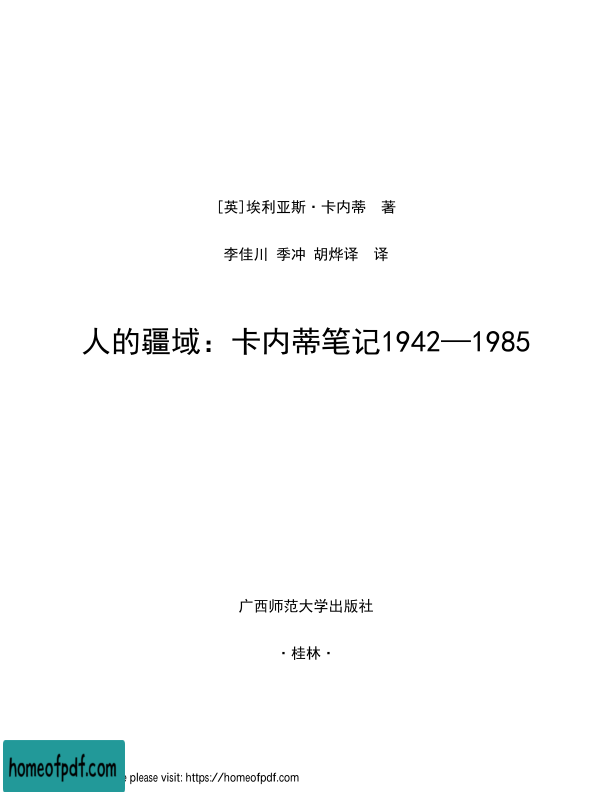 [英]埃利亚斯·卡内蒂　著
李佳川 季冲 胡烨译　译
人的疆域：卡内蒂笔记1942—1985
广西师范大学出版社
·桂林·
homeofpdf.com
please visit: https://homeofpdf.com